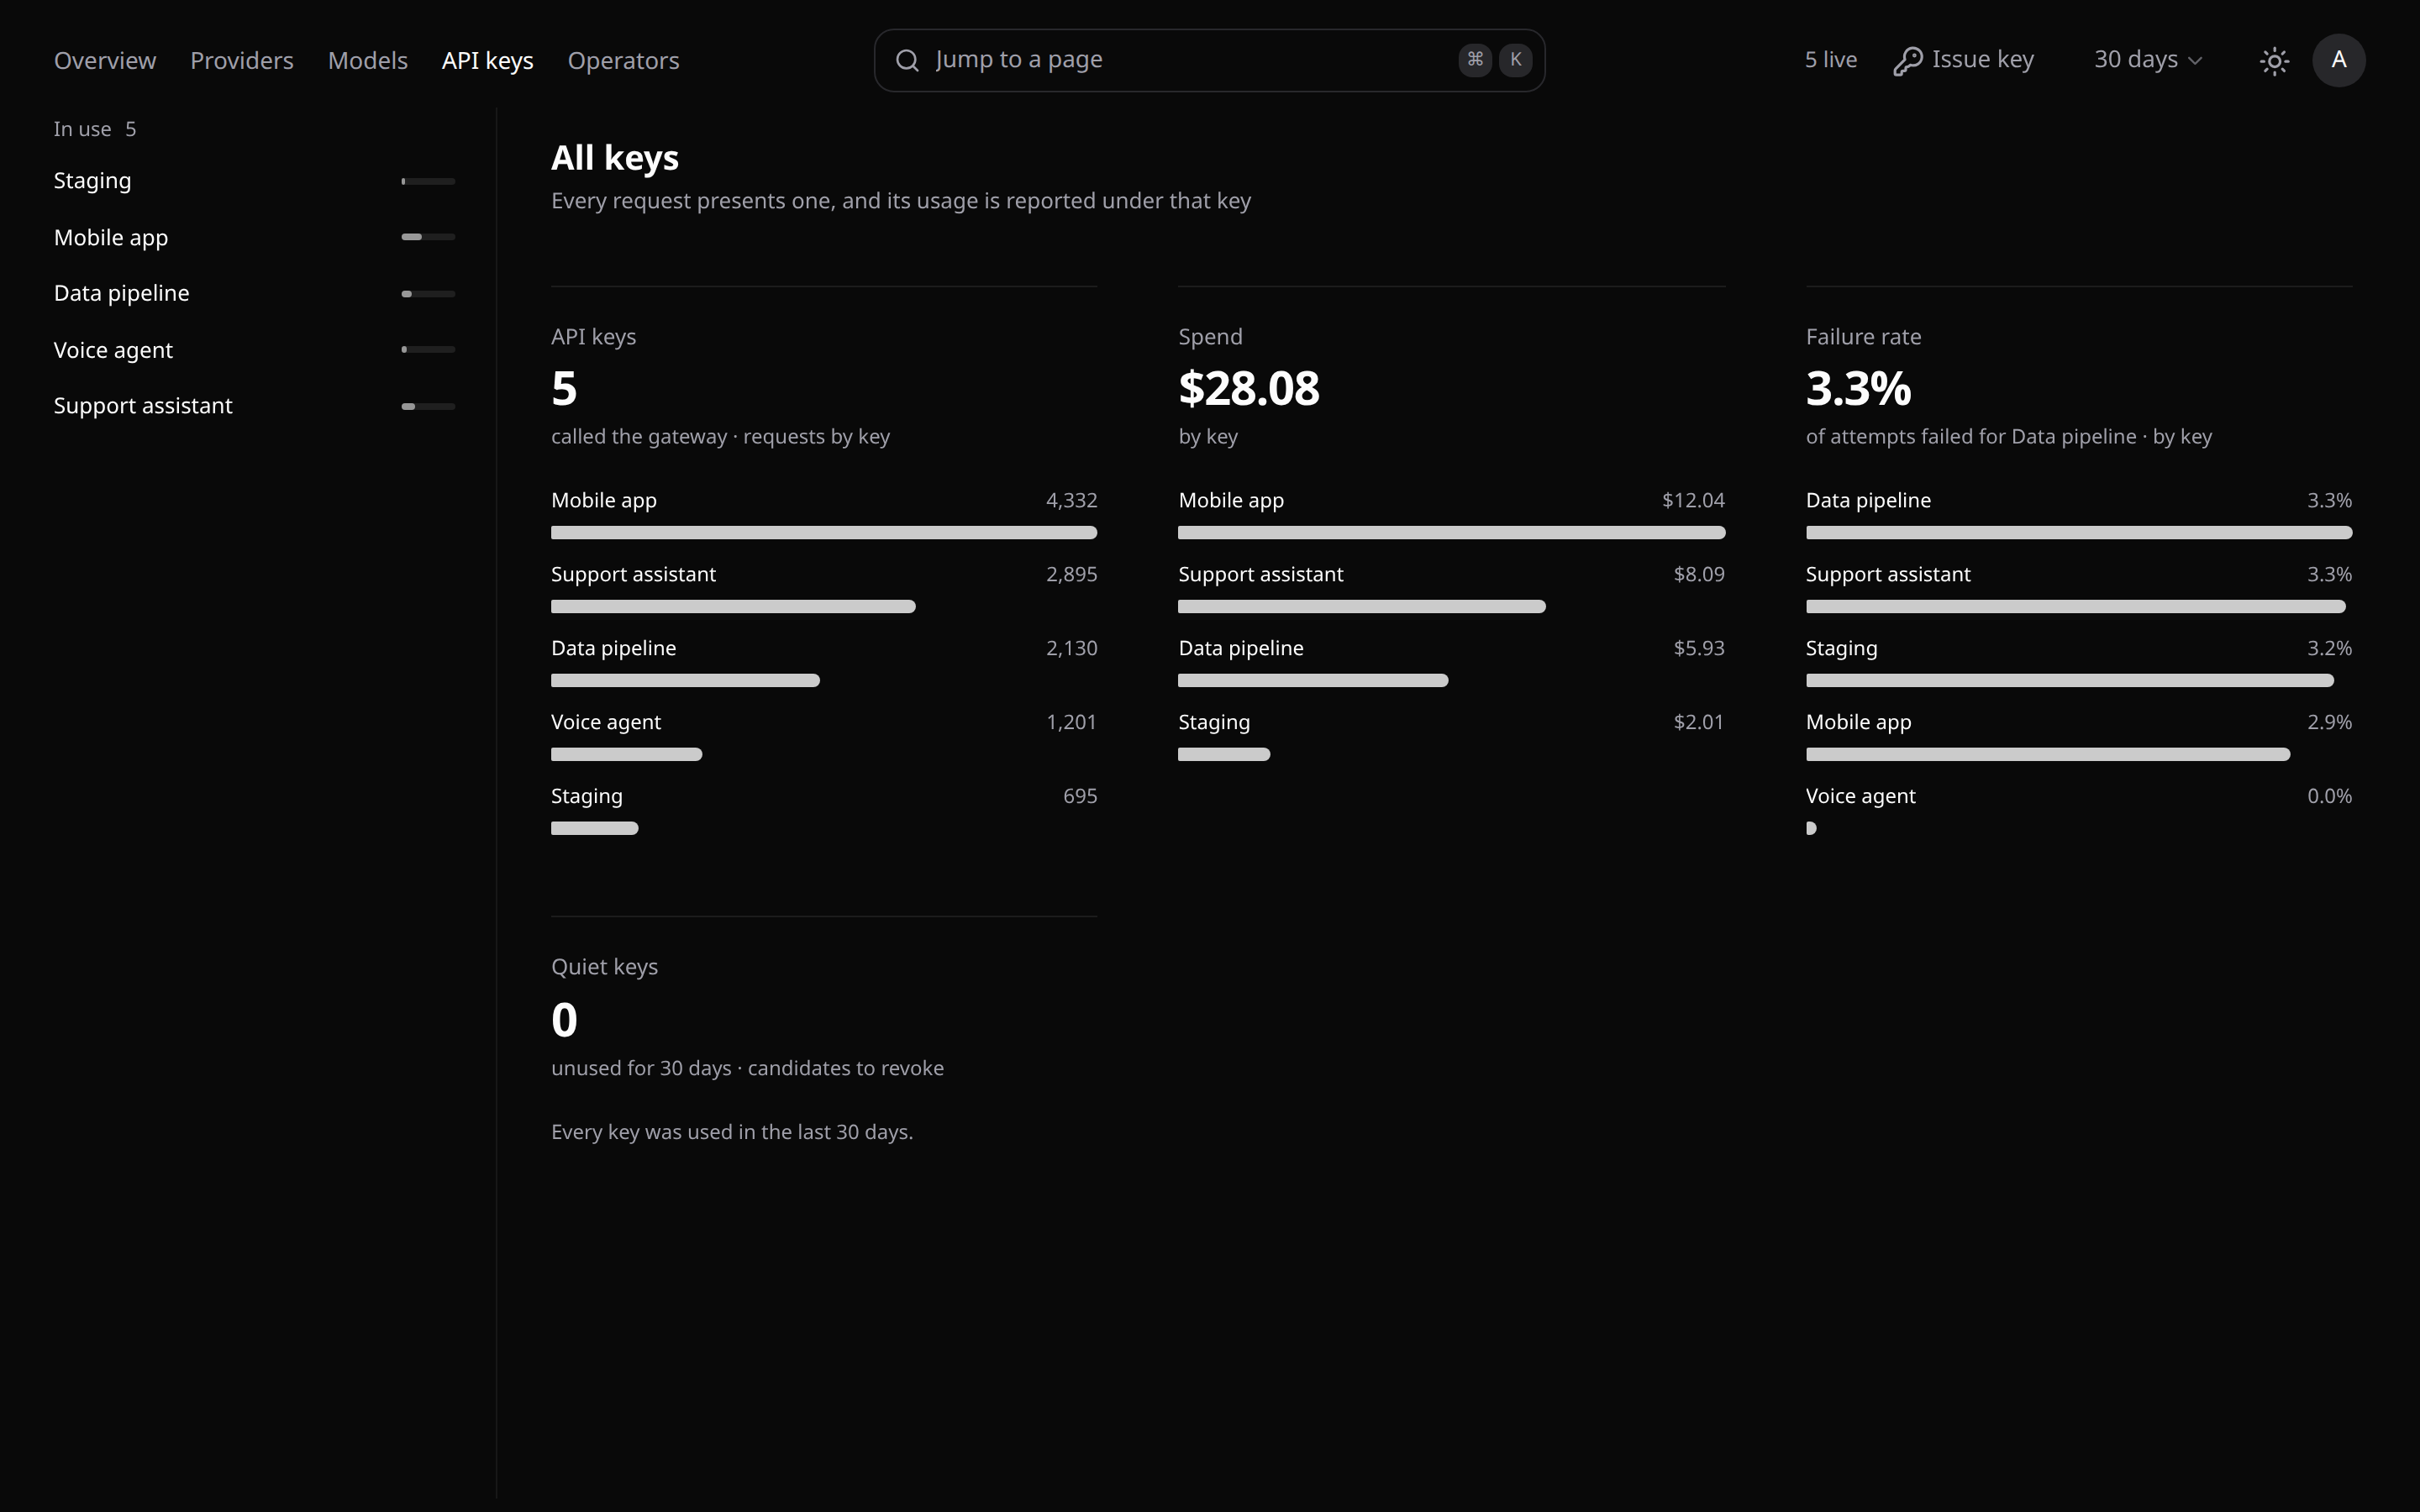 Overview Providers Models API keys Operators
Jump to a page ⌘ K
5 live Issue key 30 days A
In use 5
Staging
Mobile app
Data pipeline
Voice agent
Support assistant
All keys
Every request presents one, and its usage is reported under that key
API keys
5
called the gateway · requests by key
Mobile app 4,332
Support assistant 2,895
Data pipeline 2,130
Voice agent 1,201
Staging 695
Spend
$28.08
by key
Mobile app $12.04
Support assistant $8.09
Data pipeline $5.93
Staging $2.01
Failure rate
3.3%
of attempts failed for Data pipeline · by key
Data pipeline 3.3%
Support assistant 3.3%
Staging 3.2%
Mobile app 2.9%
Voice agent 0.0%
Quiet keys
0
unused for 30 days · candidates to revoke
Every key was used in the last 30 days.